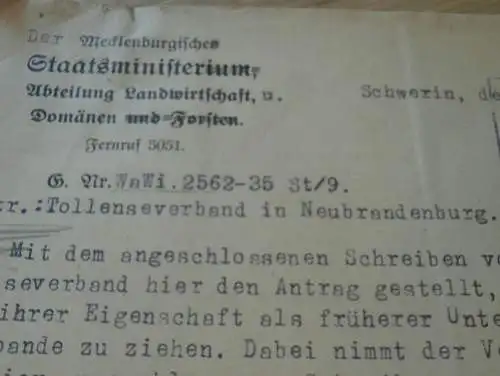 Der Mecklenburgische
Staatsministerium,
Abteilung Landwirtschaft, u.
Schwerin, de
Domänen und Forsten.
Fernruf 5051.
G. Nr. WaWi.2562-35 St/9.
tr.:Tollenseverband in Neubrandenburg.
Mit dem angeschlossenen Schreiben v
severband hier den Antrag gestellt,
ihrer Eigenschaft als früherer Unte
bande zu ziehen. Dabei nimmt der V